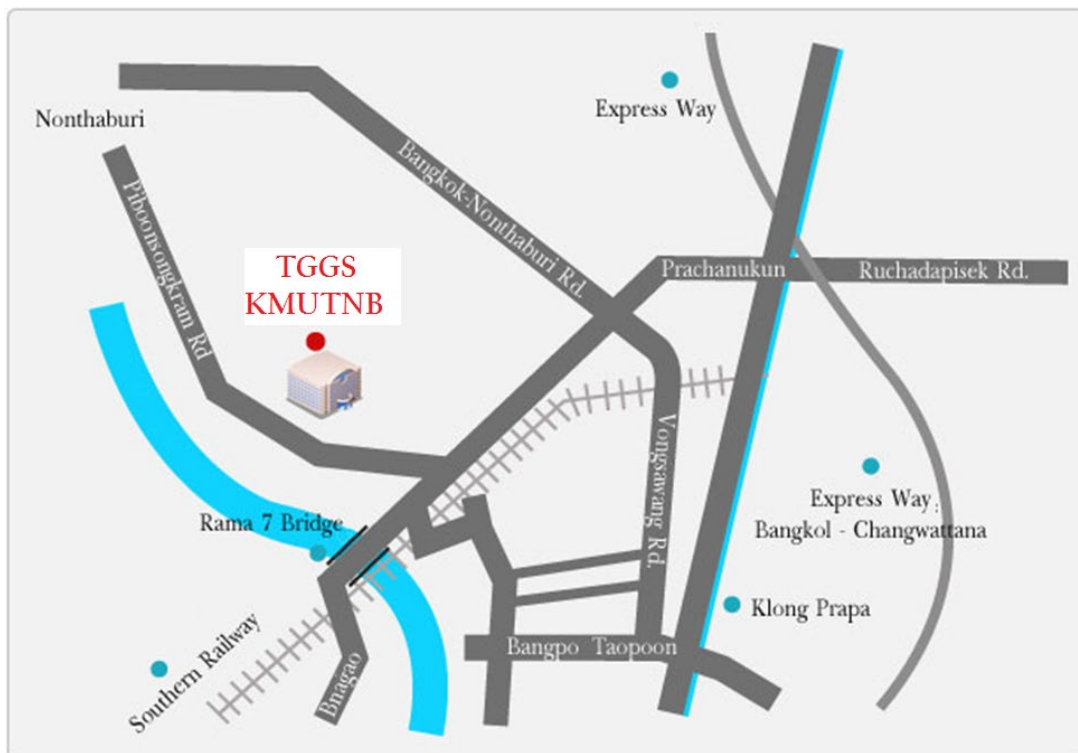 Express Way
Nonthaburi
Bangkok-Nonthaburi Rd.
Piboonsongkram Rd
TGGS
KMUTNB
Prachanukun
Ruchadapisek Rd.
Vongsawang Rd.
Express Way;
Bangkol - Changwattana
Rama 7 Bridge
Klong Prapa
Southern Railway
Bnagao
Bangpo Taopoon